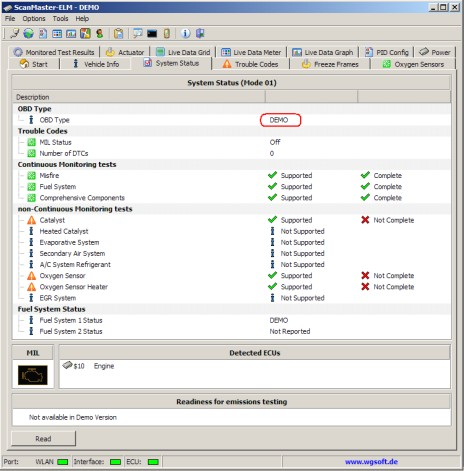 ScanMaster-ELM - DEMO
File Options Tools Help
Monitored Test Results Actuator Live Data Grid Live Data Meter Live Data Graph PID Config Power
Start Vehicle Info System Status Trouble Codes Freeze Frames Oxygen Sensors
System Status (Mode 01)
Description
OBD Type
OBD Type DEMO
Trouble Codes
MIL Status Off
Number of DTCs 0
Continuous Monitoring tests
Misfire Supported Complete
Fuel System Supported Complete
Comprehensive Components Supported Complete
non-Continuous Monitoring tests
Catalyst Supported Not Complete
Heated Catalyst Not Supported
Evaporative System Not Supported
Secondary Air System Not Supported
A/C System Refrigerant Not Supported
Oxygen Sensor Supported Not Complete
Oxygen Sensor Heater Supported Not Complete
EGR System Not Supported
Fuel System Status
Fuel System 1 Status DEMO
Fuel System 2 Status Not Reported
MIL Detected ECUs
$10 Engine
Readiness for emissions testing
Not available in Demo Version
Read
Port: WLAN Interface: ECU: www.wgsoft.de